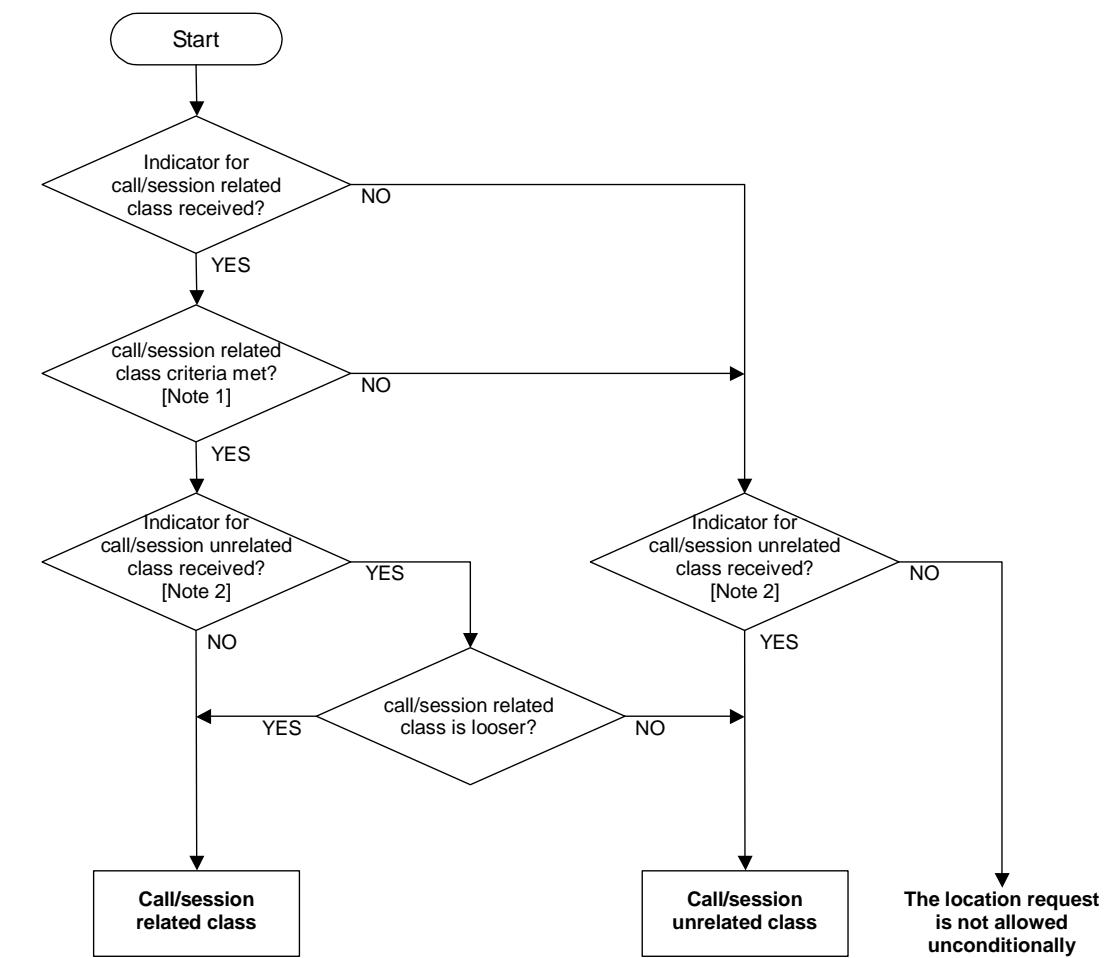 Start
Indicator for
call/session related
class received?
NO
YES
call/session related
class criteria met?
[Note 1]
NO
YES
Indicator for
call/session unrelated
class received?
[Note 2]
YES
NO
Indicator for
call/session unrelated
class received?
[Note 2]
NO
YES
call/session related
class is looser?
YES
NO
Call/session
related class
Call/session
unrelated class
The location request
is not allowed
unconditionally